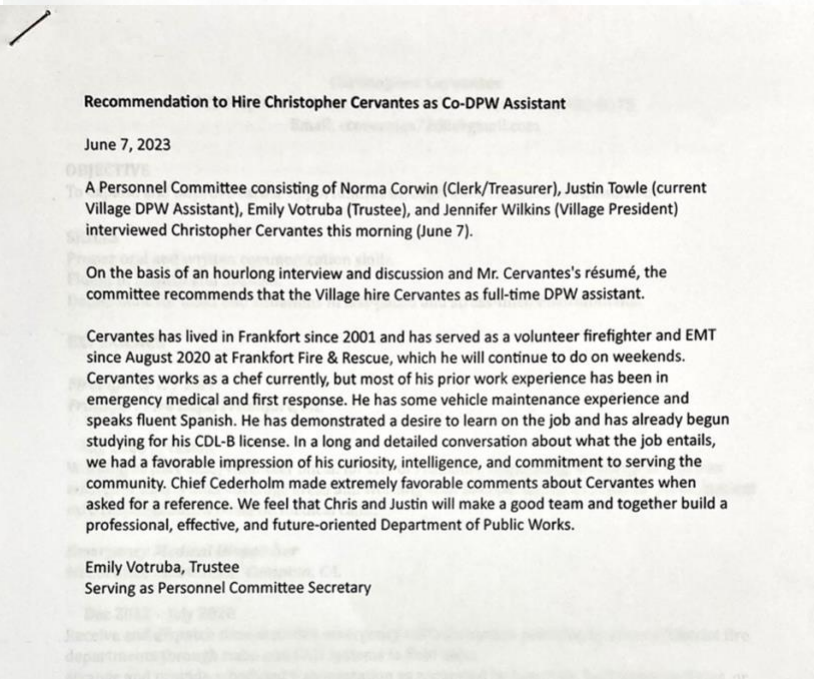 Recommendation to Hire Christopher Cervantes as Co-DPW Assistant
June 7, 2023
A Personnel Committee consisting of Norma Corwin (Clerk/Treasurer), Justin Towle (current
Village DPW Assistant), Emily Votruba (Trustee), and Jennifer Wilkins (Village President)
interviewed Christopher Cervantes this morning (June 7).
On the basis of an hourlong interview and discussion and Mr. Cervantes's résumé, the
committee recommends that the Village hire Cervantes as full-time DPW assistant.
Cervantes has lived in Frankfort since 2001 and has served as a volunteer firefighter and EMT
since August 2020 at Frankfort Fire & Rescue, which he will continue to do on weekends.
Cervantes works as a chef currently, but most of his prior work experience has been in
emergency medical and first response. He has some vehicle maintenance experience and
speaks fluent Spanish. He has demonstrated a desire to learn on the job and has already begun
studying for his CDL-B license. In a long and detailed conversation about what the job entails,
we had a favorable impression of his curiosity, intelligence, and commitment to serving the
community. Chief Cederholm made extremely favorable comments about Cervantes when
asked for a reference. We feel that Chris and Justin will make a good team and together build a
professional, effective, and future-oriented Department of Public Works.
Emily Votruba, Trustee
Serving as Personnel Committee Secretary